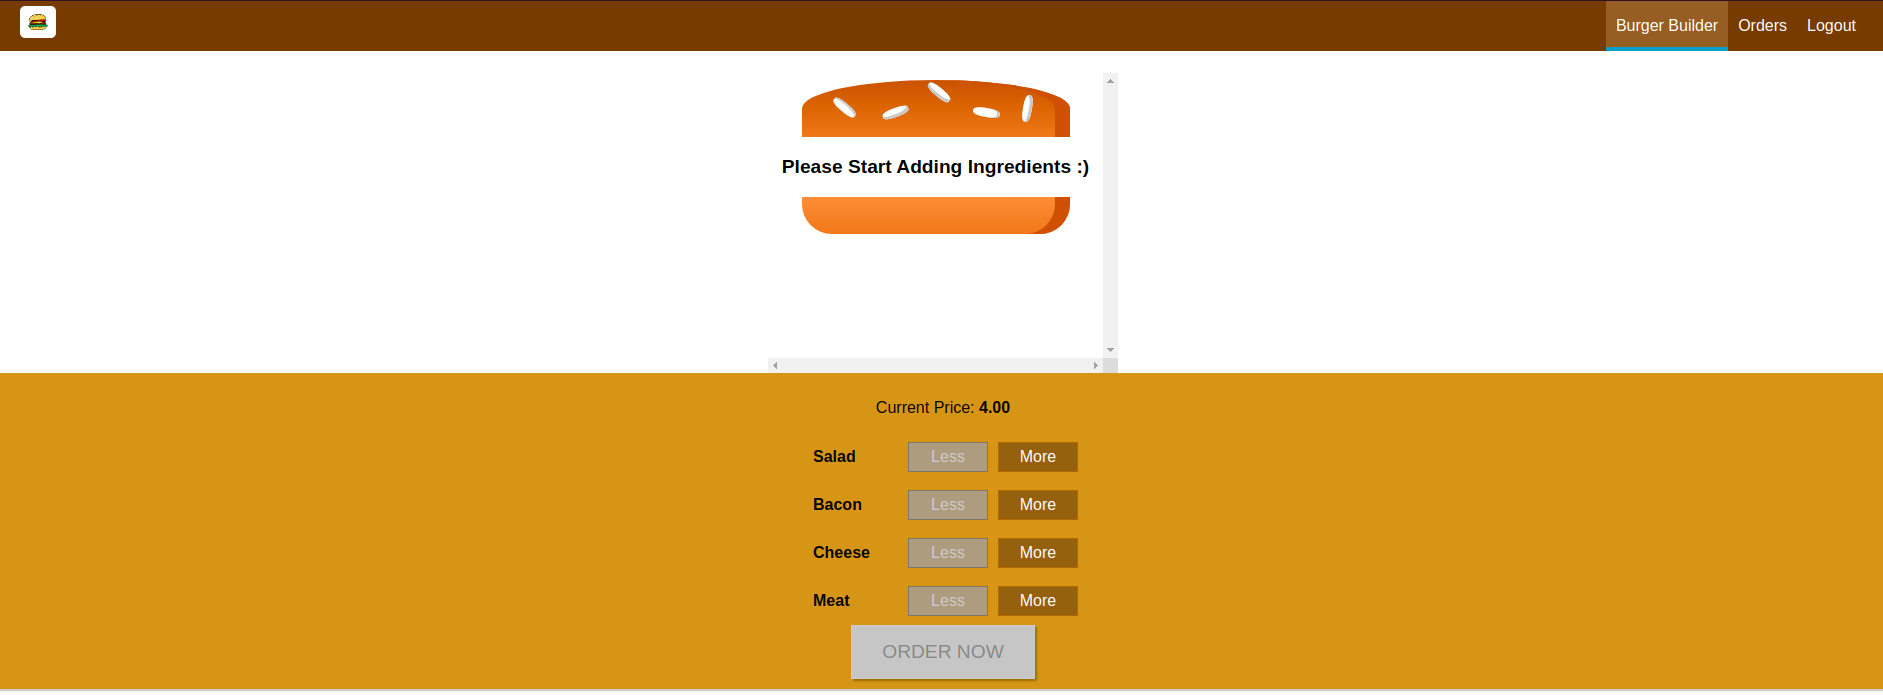 Burger Builder Orders Logout
Please Start Adding Ingredients :)
Current Price: 4.00
Salad Less More
Bacon Less More
Cheese Less More
Meat Less More
ORDER NOW